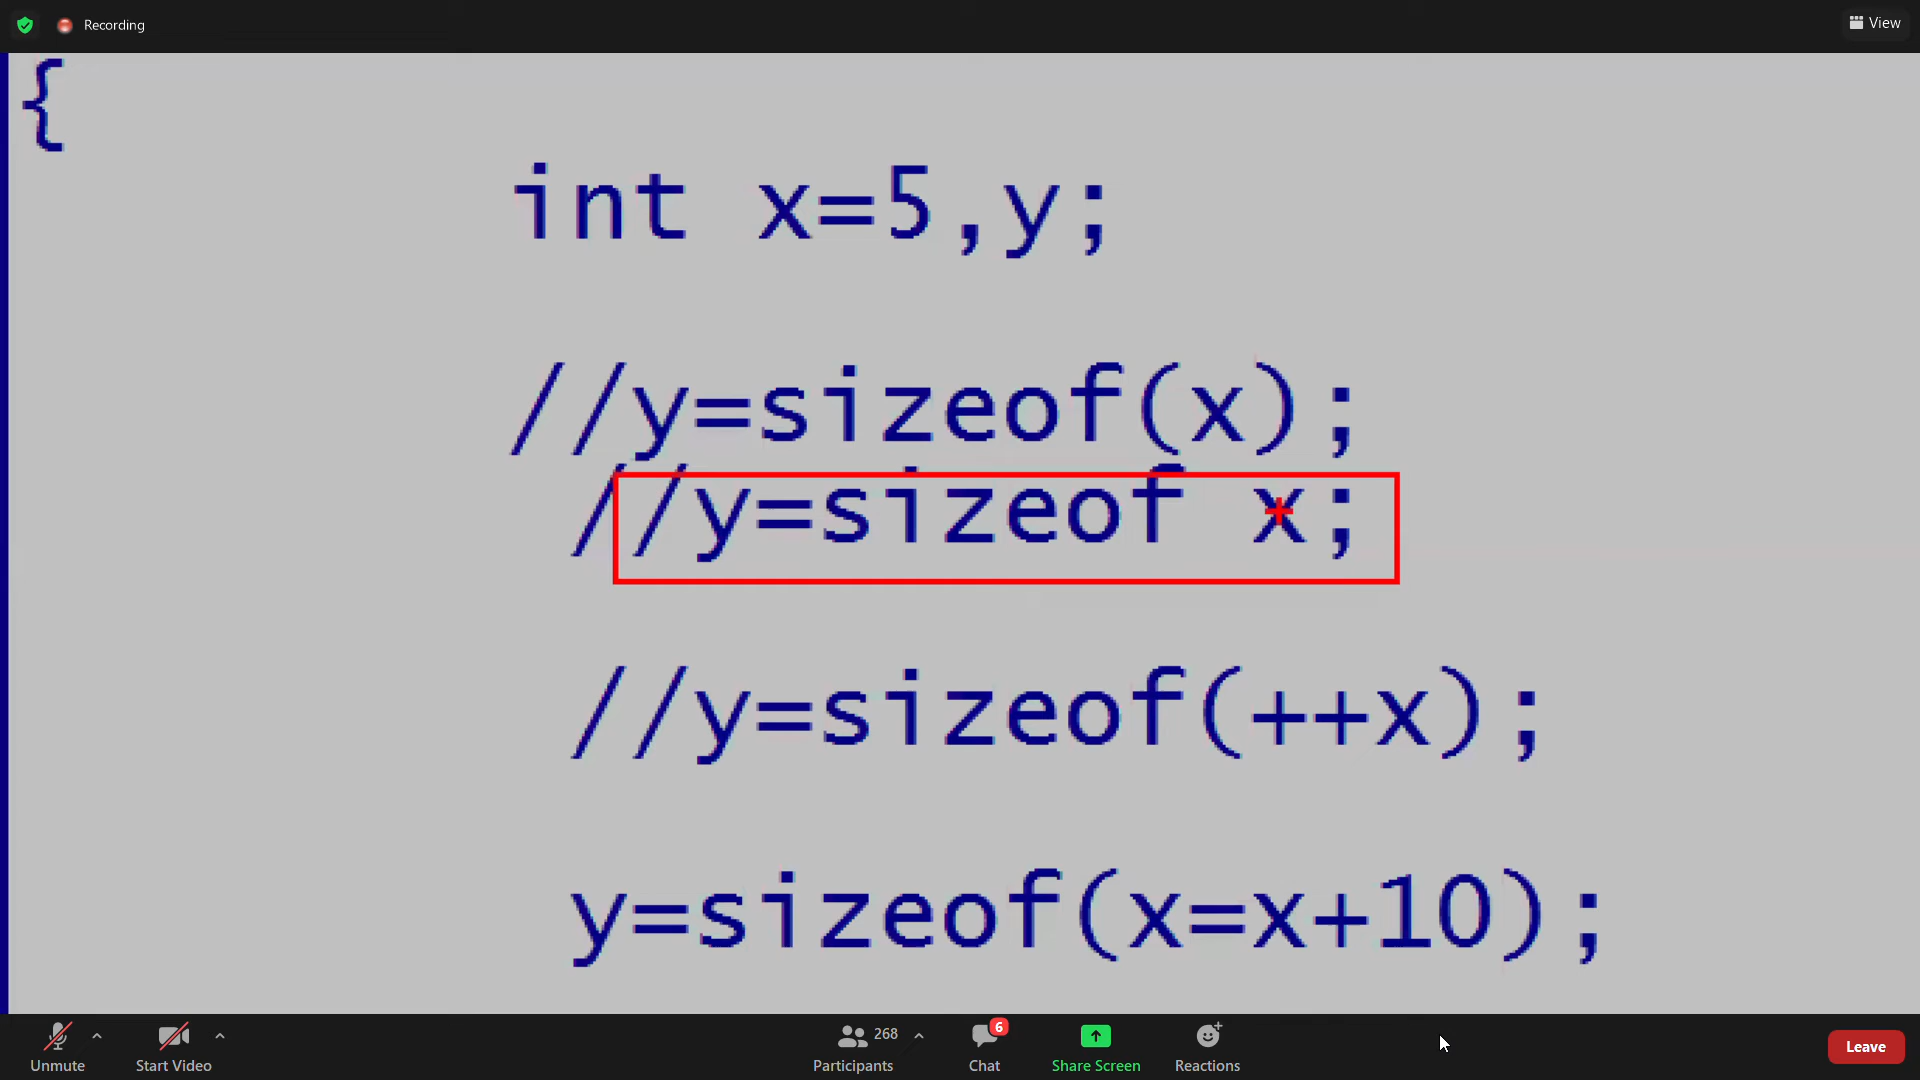 Recording
View
{
int x=5,y;
//y=sizeof(x);
//y=sizeof x;
//y=sizeof(++x);
y=sizeof(x=x+10);
Unmute
Start Video
268
Participants
6
Chat
Share Screen
Reactions
Leave